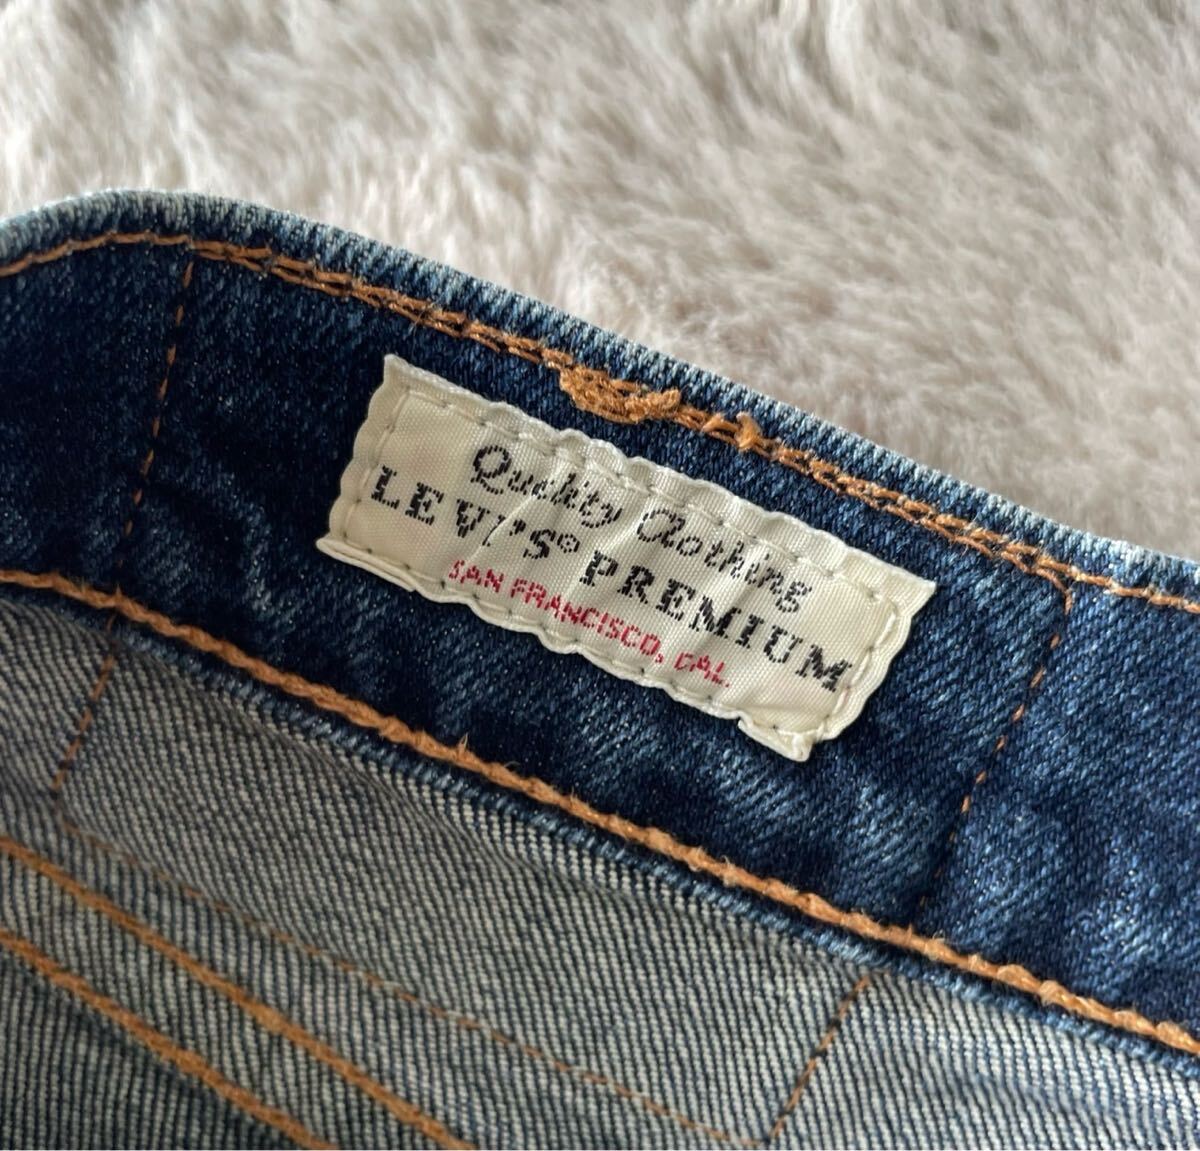 Quality Clothing
LEVI'S® PREMIUM
SAN FRANCISCO, CAL.